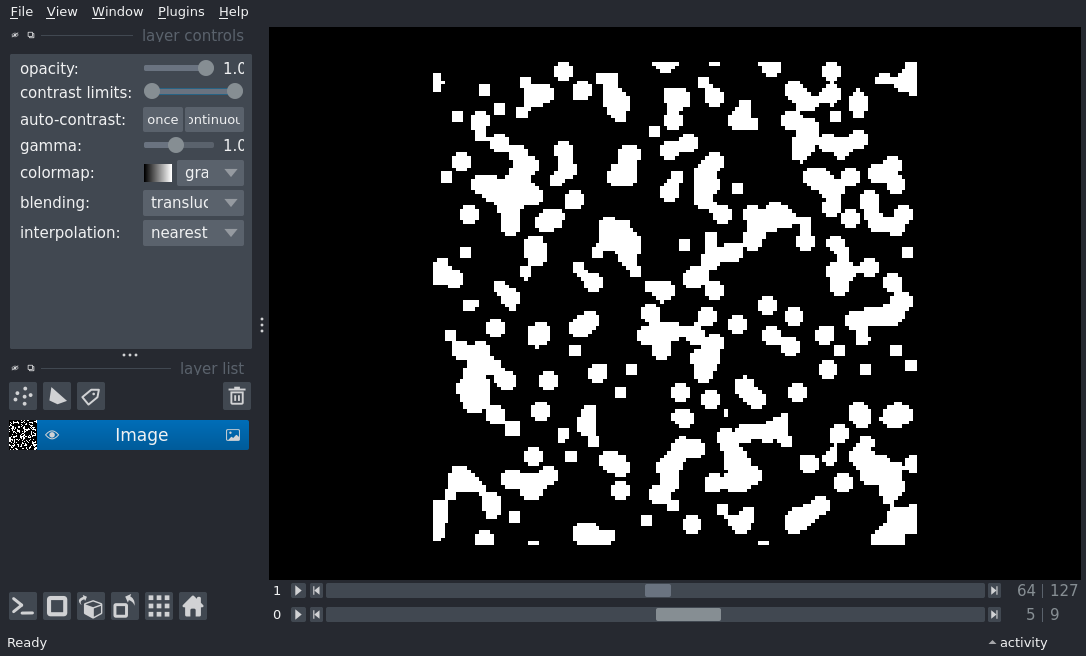 File View Window Plugins Help
layer controls
opacity: 1.0
contrast limits:
auto-contrast: once ontinuou
gamma: 1.0
colormap: gra
blending: transluc
interpolation: nearest
layer list
Image
1 64 | 127
0 5 | 9
Ready activity